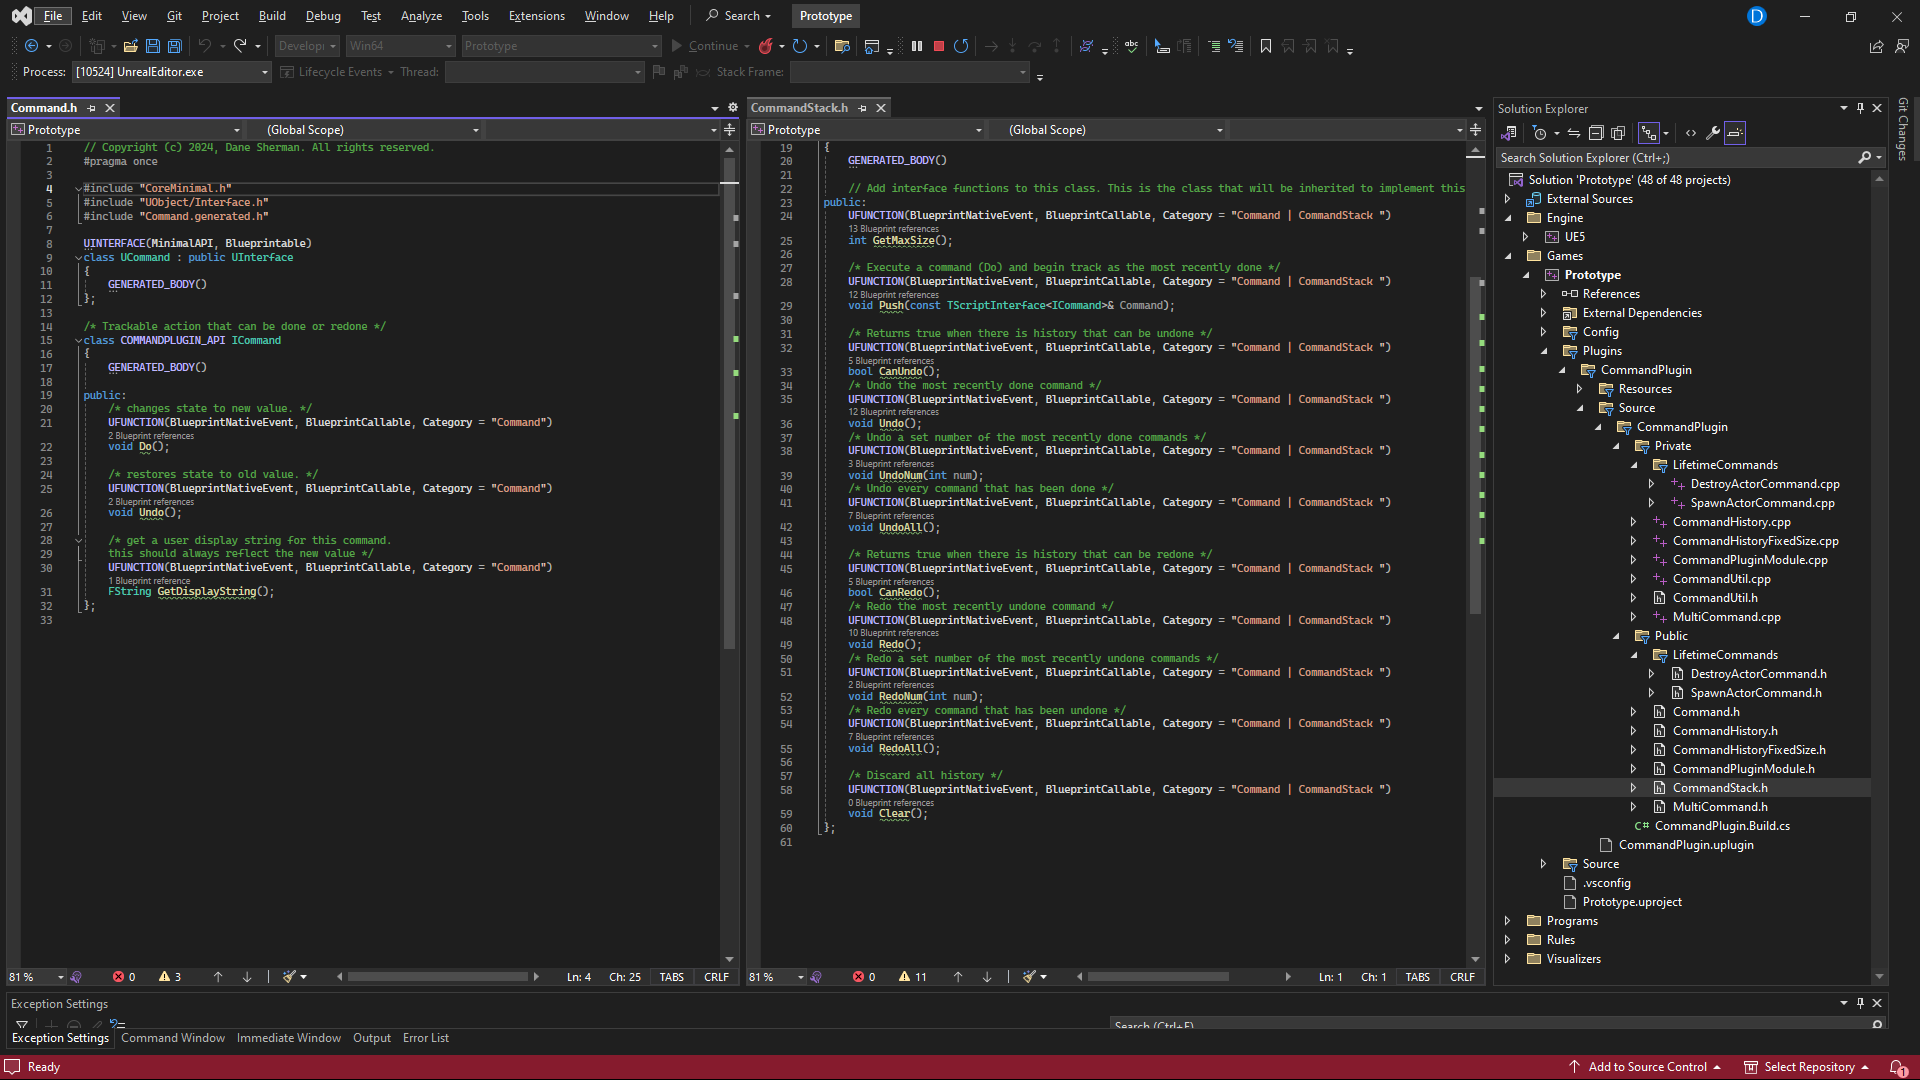 File Edit View Git Project Build Debug Test Analyze Tools Extensions Window Help Search Prototype D
Develop Win64 Prototype Continue
Process: [10524] UnrealEditor.exe Lifecycle Events Thread: Stack Frame:
Command.h
Prototype (Global Scope)
1 // Copyright (c) 2024, Dane Sherman. All rights reserved.
2 #pragma once
3
4 #include "CoreMinimal.h"
5 #include "UObject/Interface.h"
6 #include "Command.generated.h"
7
8 UINTERFACE(MinimalAPI, Blueprintable)
9 class UCommand : public UInterface
10 {
11 GENERATED_BODY()
12 };
13
14 /* Trackable action that can be done or redone */
15 class COMMANDPLUGIN_API ICommand
16 {
17 GENERATED_BODY()
18
19 public:
20 /* changes state to new value. */
21 UFUNCTION(BlueprintNativeEvent, BlueprintCallable, Category = "Command")
2 Blueprint references
22 void Do();
23
24 /* restores state to old value. */
25 UFUNCTION(BlueprintNativeEvent, BlueprintCallable, Category = "Command")
2 Blueprint references
26 void Undo();
27
28 /* get a user display string for this command.
29 this should always reflect the new value */
30 UFUNCTION(BlueprintNativeEvent, BlueprintCallable, Category = "Command")
1 Blueprint reference
31 FString GetDisplayString();
32 };
33
81 % 0 3 Ln: 4 Ch: 25 TABS CRLF
CommandStack.h
Prototype (Global Scope)
19 {
20 GENERATED_BODY()
21
22 // Add interface functions to this class. This is the class that will be inherited to implement this
23 public:
24 UFUNCTION(BlueprintNativeEvent, BlueprintCallable, Category = "Command | CommandStack ")
13 Blueprint references
25 int GetMaxSize();
26
27 /* Execute a command (Do) and begin track as the most recently done */
28 UFUNCTION(BlueprintNativeEvent, BlueprintCallable, Category = "Command | CommandStack ")
12 Blueprint references
29 void Push(const TScriptInterface<ICommand>& Command);
30
31 /* Returns true when there is history that can be undone */
32 UFUNCTION(BlueprintNativeEvent, BlueprintCallable, Category = "Command | CommandStack ")
5 Blueprint references
33 bool CanUndo();
34 /* Undo the most recently done command */
35 UFUNCTION(BlueprintNativeEvent, BlueprintCallable, Category = "Command | CommandStack ")
12 Blueprint references
36 void Undo();
37 /* Undo a set number of the most recently done commands */
38 UFUNCTION(BlueprintNativeEvent, BlueprintCallable, Category = "Command | CommandStack ")
3 Blueprint references
39 void UndoNum(int num);
40 /* Undo every command that has been done */
41 UFUNCTION(BlueprintNativeEvent, BlueprintCallable, Category = "Command | CommandStack ")
7 Blueprint references
42 void UndoAll();
43
44 /* Returns true when there is history that can be redone */
45 UFUNCTION(BlueprintNativeEvent, BlueprintCallable, Category = "Command | CommandStack ")
5 Blueprint references
46 bool CanRedo();
47 /* Redo the most recently undone command */
48 UFUNCTION(BlueprintNativeEvent, BlueprintCallable, Category = "Command | CommandStack ")
10 Blueprint references
49 void Redo();
50 /* Redo a set number of the most recently undone commands */
51 UFUNCTION(BlueprintNativeEvent, BlueprintCallable, Category = "Command | CommandStack ")
2 Blueprint references
52 void RedoNum(int num);
53 /* Redo every command that has been undone */
54 UFUNCTION(BlueprintNativeEvent, BlueprintCallable, Category = "Command | CommandStack ")
7 Blueprint references
55 void RedoAll();
56
57 /* Discard all history */
58 UFUNCTION(BlueprintNativeEvent, BlueprintCallable, Category = "Command | CommandStack ")
0 Blueprint references
59 void Clear();
60 };
61
81 % 0 11 Ln: 1 Ch: 1 TABS CRLF
Solution Explorer
Search Solution Explorer (Ctrl+;)
Solution 'Prototype' (48 of 48 projects)
External Sources
Engine
UE5
Games
Prototype
References
External Dependencies
Config
Plugins
CommandPlugin
Resources
Source
CommandPlugin
Private
LifetimeCommands
DestroyActorCommand.cpp
SpawnActorCommand.cpp
CommandHistory.cpp
CommandHistoryFixedSize.cpp
CommandPluginModule.cpp
CommandUtil.cpp
CommandUtil.h
MultiCommand.cpp
Public
LifetimeCommands
DestroyActorCommand.h
SpawnActorCommand.h
Command.h
CommandHistory.h
CommandHistoryFixedSize.h
CommandPluginModule.h
CommandStack.h
MultiCommand.h
C# CommandPlugin.Build.cs
CommandPlugin.uplugin
Source
.vsconfig
Prototype.uproject
Programs
Rules
Visualizers
Git Changes
Exception Settings
Search (Ctrl+E)
Exception Settings Command Window Immediate Window Output Error List
Ready Add to Source Control Select Repository 1